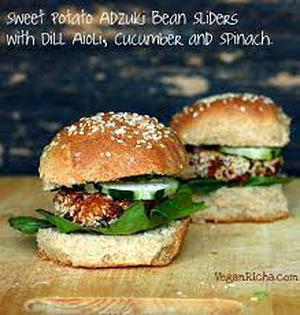 Sweet Potato Adzuki Bean Sliders
with Dill Aioli, Cucumber and Spinach.
VeganRicha.com